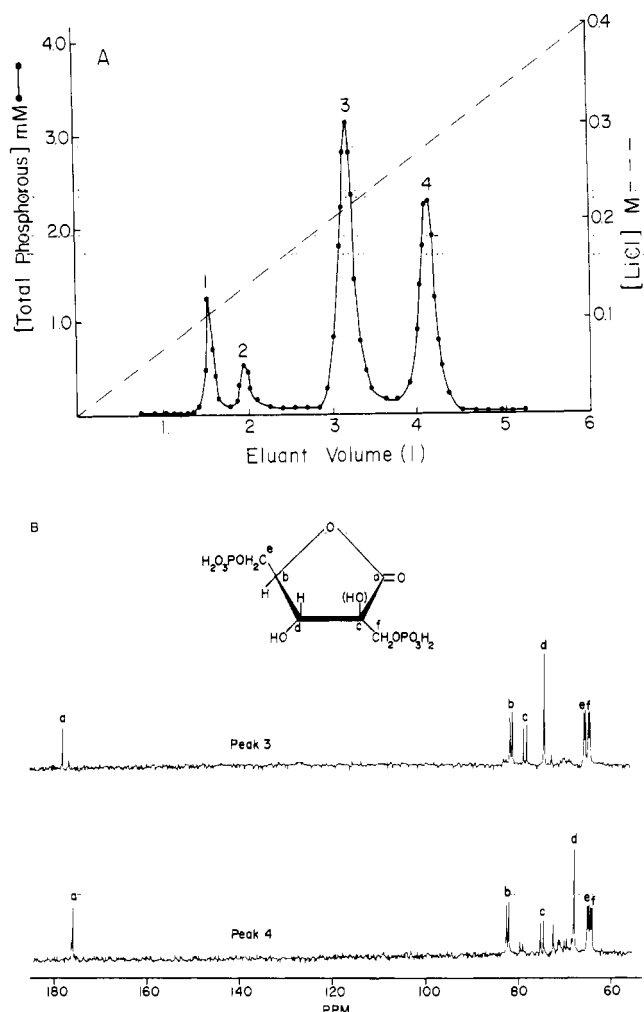 A
[Total Phosphorous] mM
4.0
3.0
2.0
1.0
1
2
3
4
0.4
0.3
0.2
0.1
[LiCl] M
1
2
3
4
5
6
Eluant Volume (l)
B
O
H₂O₃POH₂C
e
b
a
O
H
H
(HO)
HO
d
c
f
CH₂OPO₃H₂
a
Peak 3
b
c
d
e
f
a
Peak 4
b
c
d
e
f
180
160
140
120
100
80
60
PPM